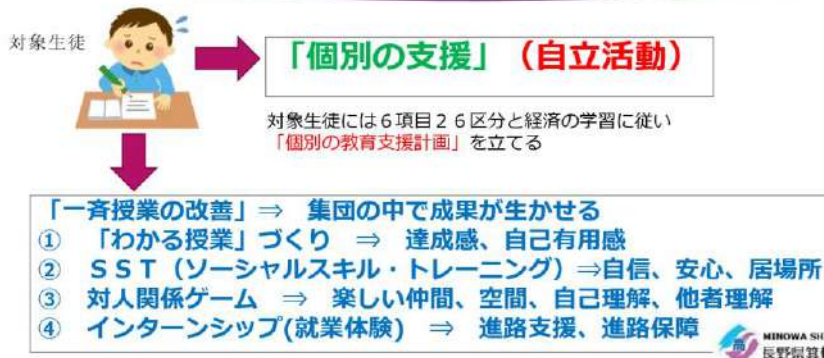 対象生徒
「個別の支援」（自立活動）
対象生徒には６項目２６区分と経済の学習に従い
「個別の教育支援計画」を立てる
「一斉授業の改善」⇒ 集団の中で成果が生かせる
① 「わかる授業」づくり ⇒ 達成感、自己有用感
② ＳＳＴ（ソーシャルスキル・トレーニング）⇒自信、安心、居場所
③ 対人関係ゲーム ⇒ 楽しい仲間、空間、自己理解、他者理解
④ インターンシップ(就業体験) ⇒ 進路支援、進路保障
MINOWA
長野県箕